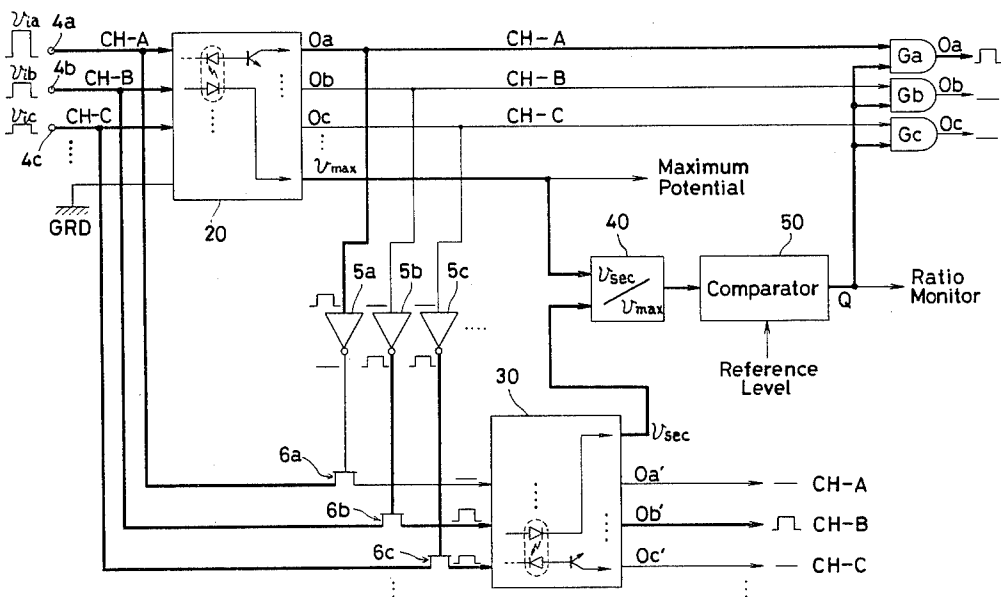 via
4a
CH-A
Oa
CH-A
Ga
Oa
vib
4b
CH-B
Ob
CH-B
Gb
Ob
vic
4c
CH-C
Oc
CH-C
Gc
Oc
vmax
Maximum
Potential
GRD
20
40
50
5a
5b
5c
vsec
vmax
Comparator
Q
Ratio
Monitor
Reference
Level
30
vsec
6a
6b
6c
Oa'
CH-A
Ob'
CH-B
Oc'
CH-C